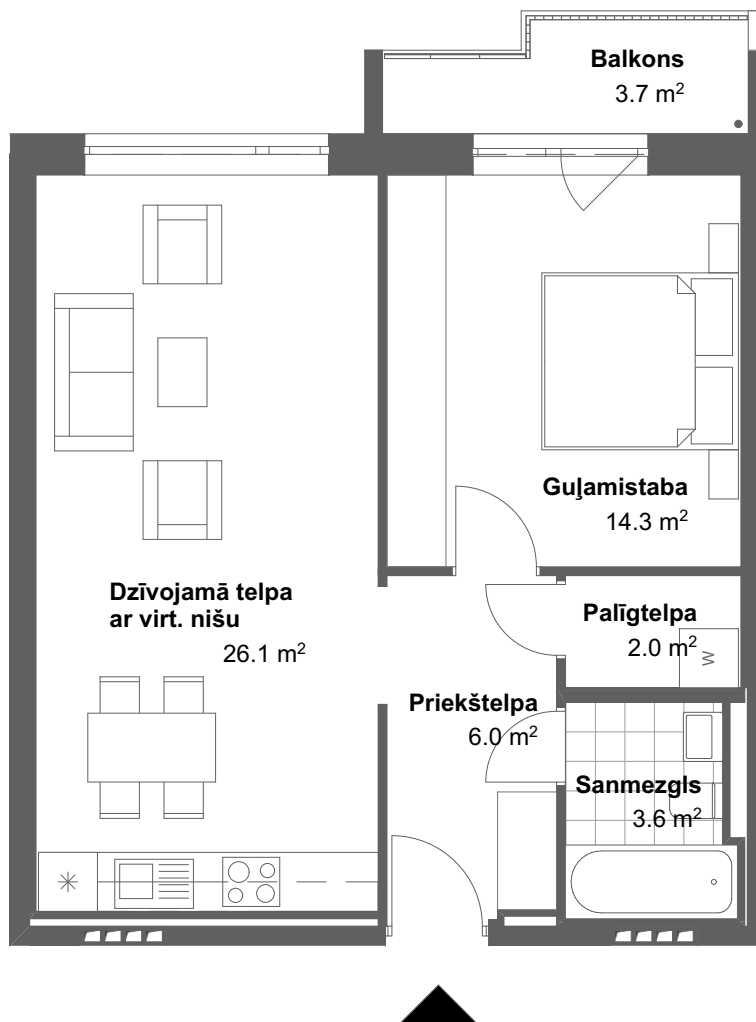 Balkons
3.7 m²
Guļamistaba
14.3 m²
Dzīvojamā telpa
ar virt. nišu
26.1 m²
Palīgtelpa
2.0 m²
W
Priekštelpa
6.0 m²
Sanmezgls
3.6 m²